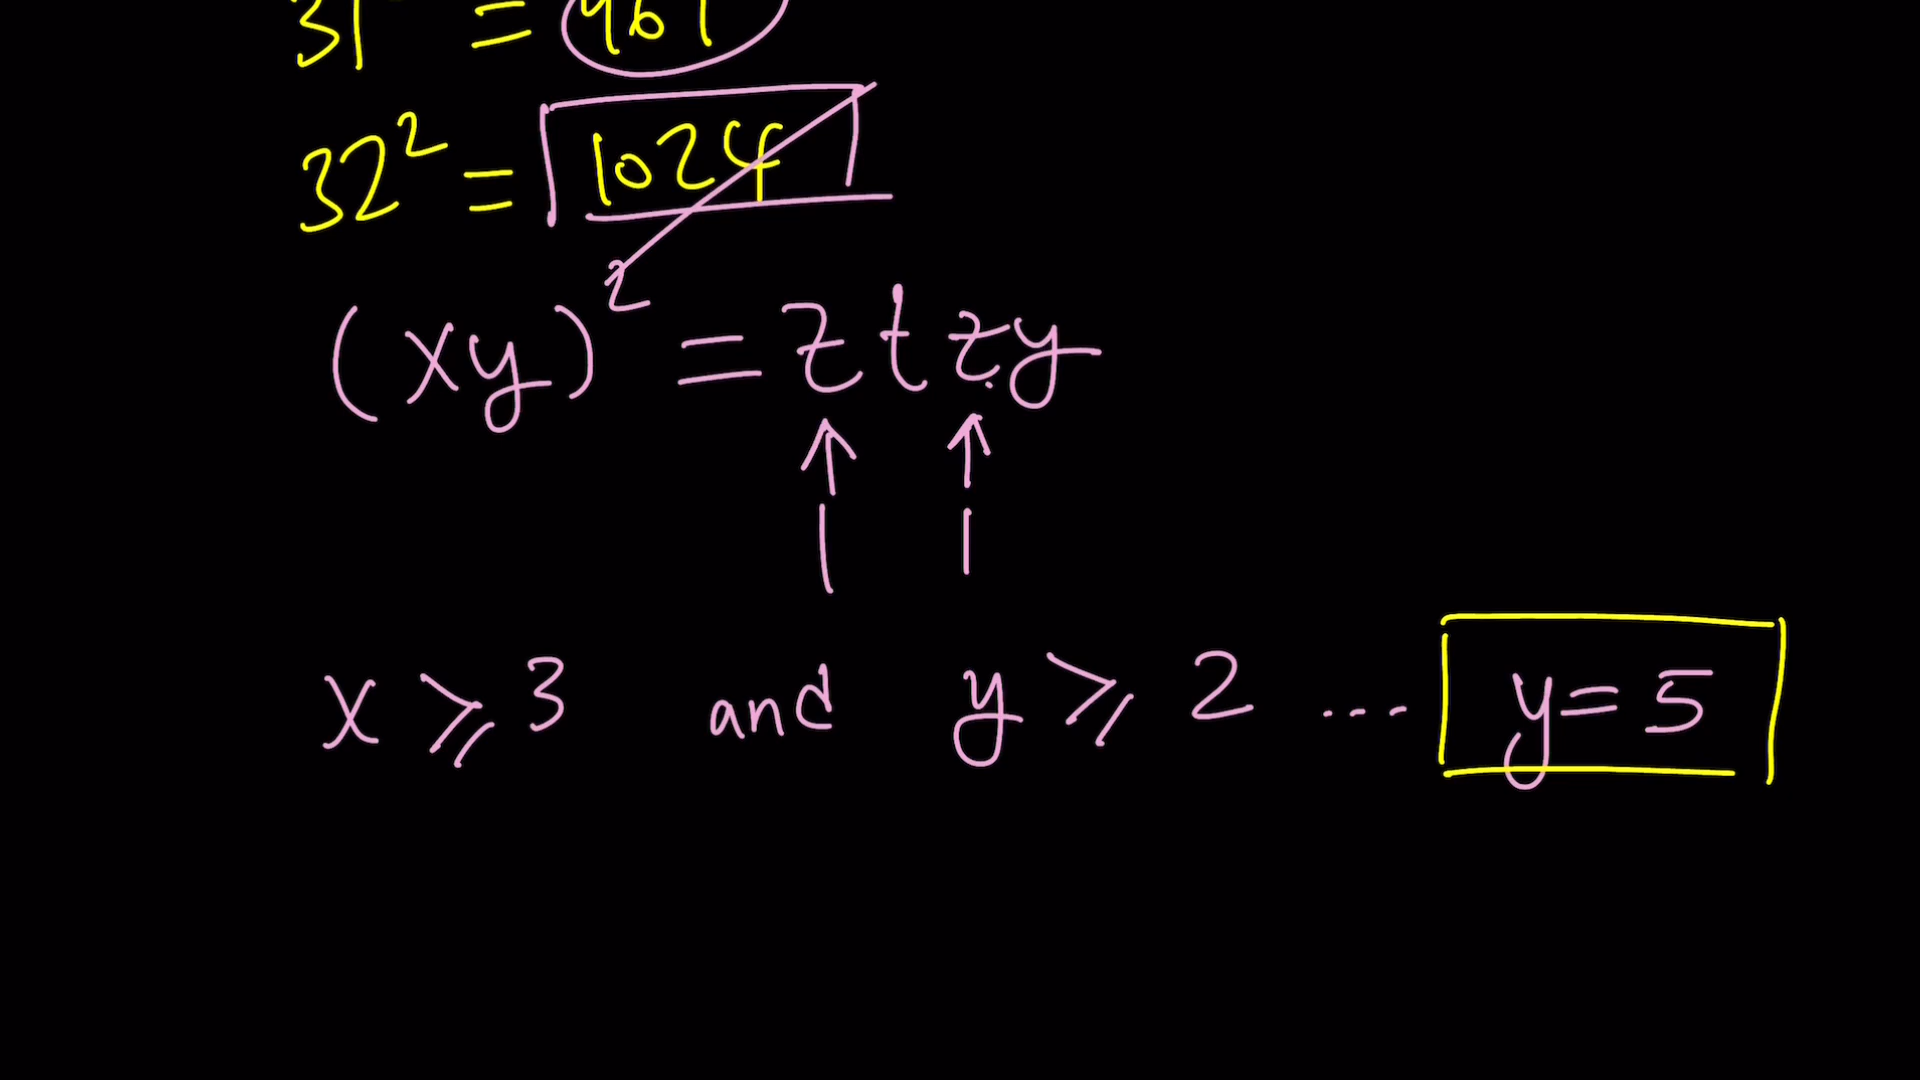 31² = 961
32² = 1024
(xy)² = ztzy
x ⩾ 3 and y ⩾ 2 ... y = 5